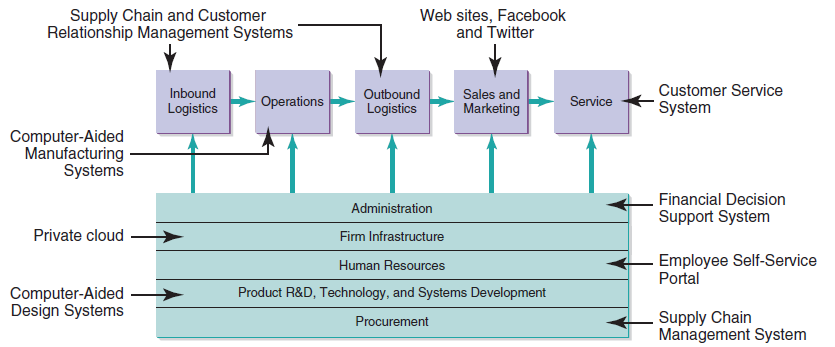 Supply Chain and Customer
Relationship Management Systems
Web sites, Facebook
and Twitter
Inbound
Logistics
Operations
Outbound
Logistics
Sales and
Marketing
Service
Customer Service
System
Computer-Aided
Manufacturing
Systems
Administration
Financial Decision
Support System
Private cloud
Firm Infrastructure
Human Resources
Employee Self-Service
Portal
Computer-Aided
Design Systems
Product R&D, Technology, and Systems Development
Procurement
Supply Chain
Management System